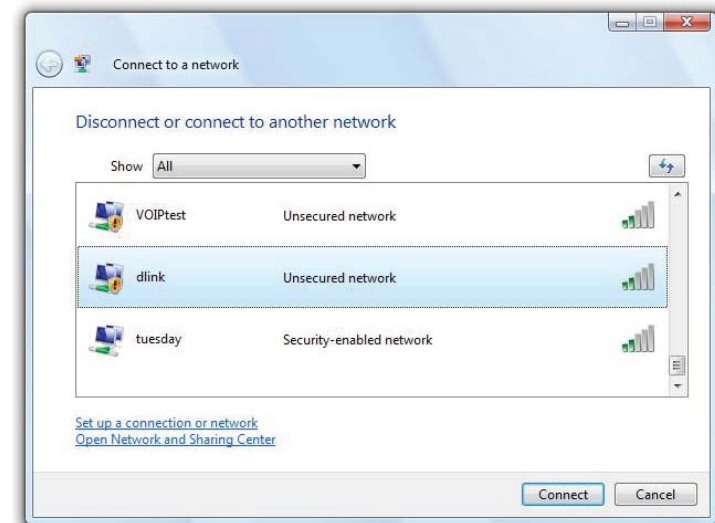 Connect to a network
Disconnect or connect to another network
Show All
VOIPtest Unsecured network
dlink Unsecured network
tuesday Security-enabled network
Set up a connection or network
Open Network and Sharing Center
Connect Cancel